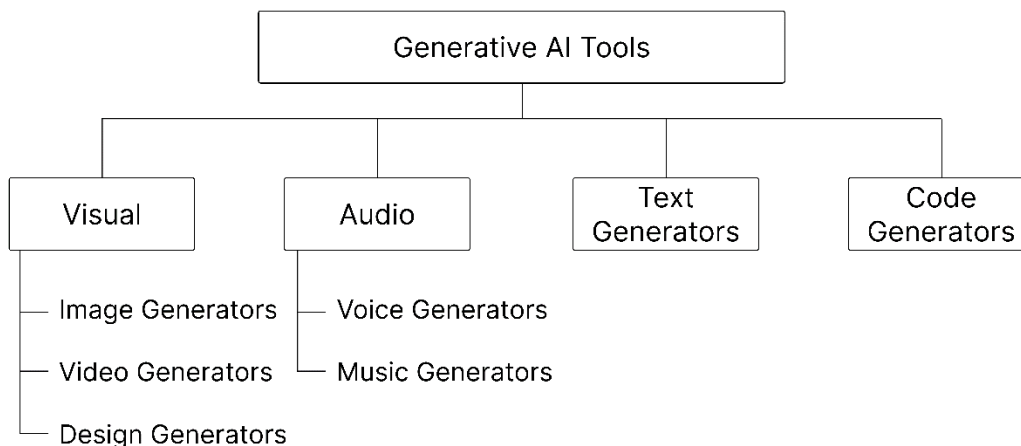 Generative AI Tools
Visual
Audio
Text
Generators
Code
Generators
Image Generators
Video Generators
Design Generators
Voice Generators
Music Generators